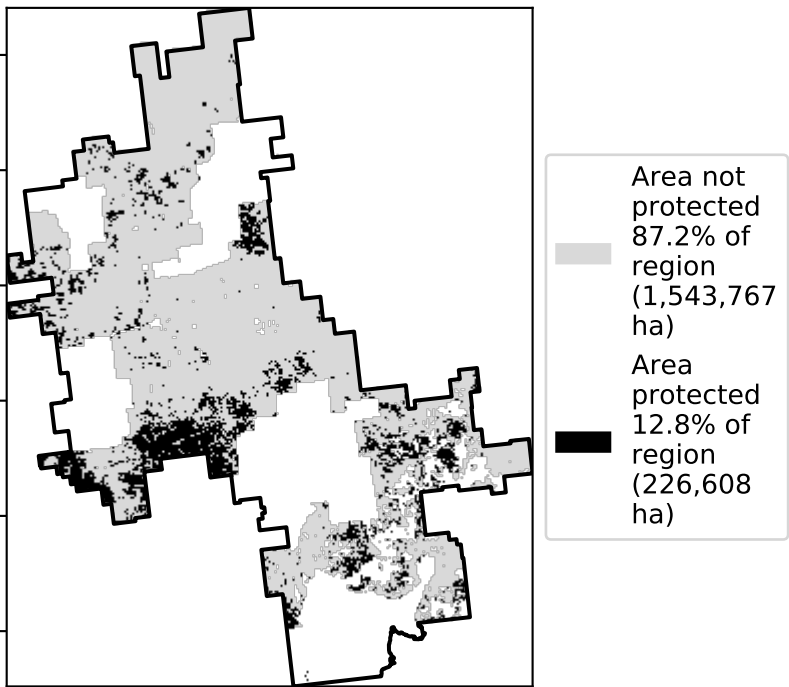 Area not
protected
87.2% of
region
(1,543,767
ha)
Area
protected
12.8% of
region
(226,608
ha)